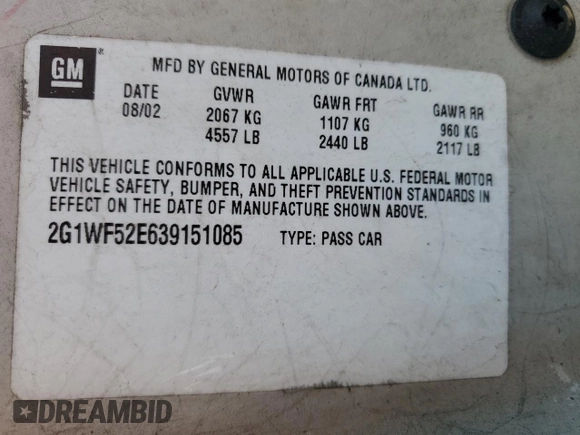 GM
MFD BY GENERAL MOTORS OF CANADA LTD.
DATE GVWR GAWR FRT GAWR RR
08/02 2067 KG 1107 KG 960 KG
4557 LB 2440 LB 2117 LB
THIS VEHICLE CONFORMS TO ALL APPLICABLE U.S. FEDERAL MOTOR
VEHICLE SAFETY, BUMPER, AND THEFT PREVENTION STANDARDS IN
EFFECT ON THE DATE OF MANUFACTURE SHOWN ABOVE.
2G1WF52E639151085 TYPE: PASS CAR
DREAMBID